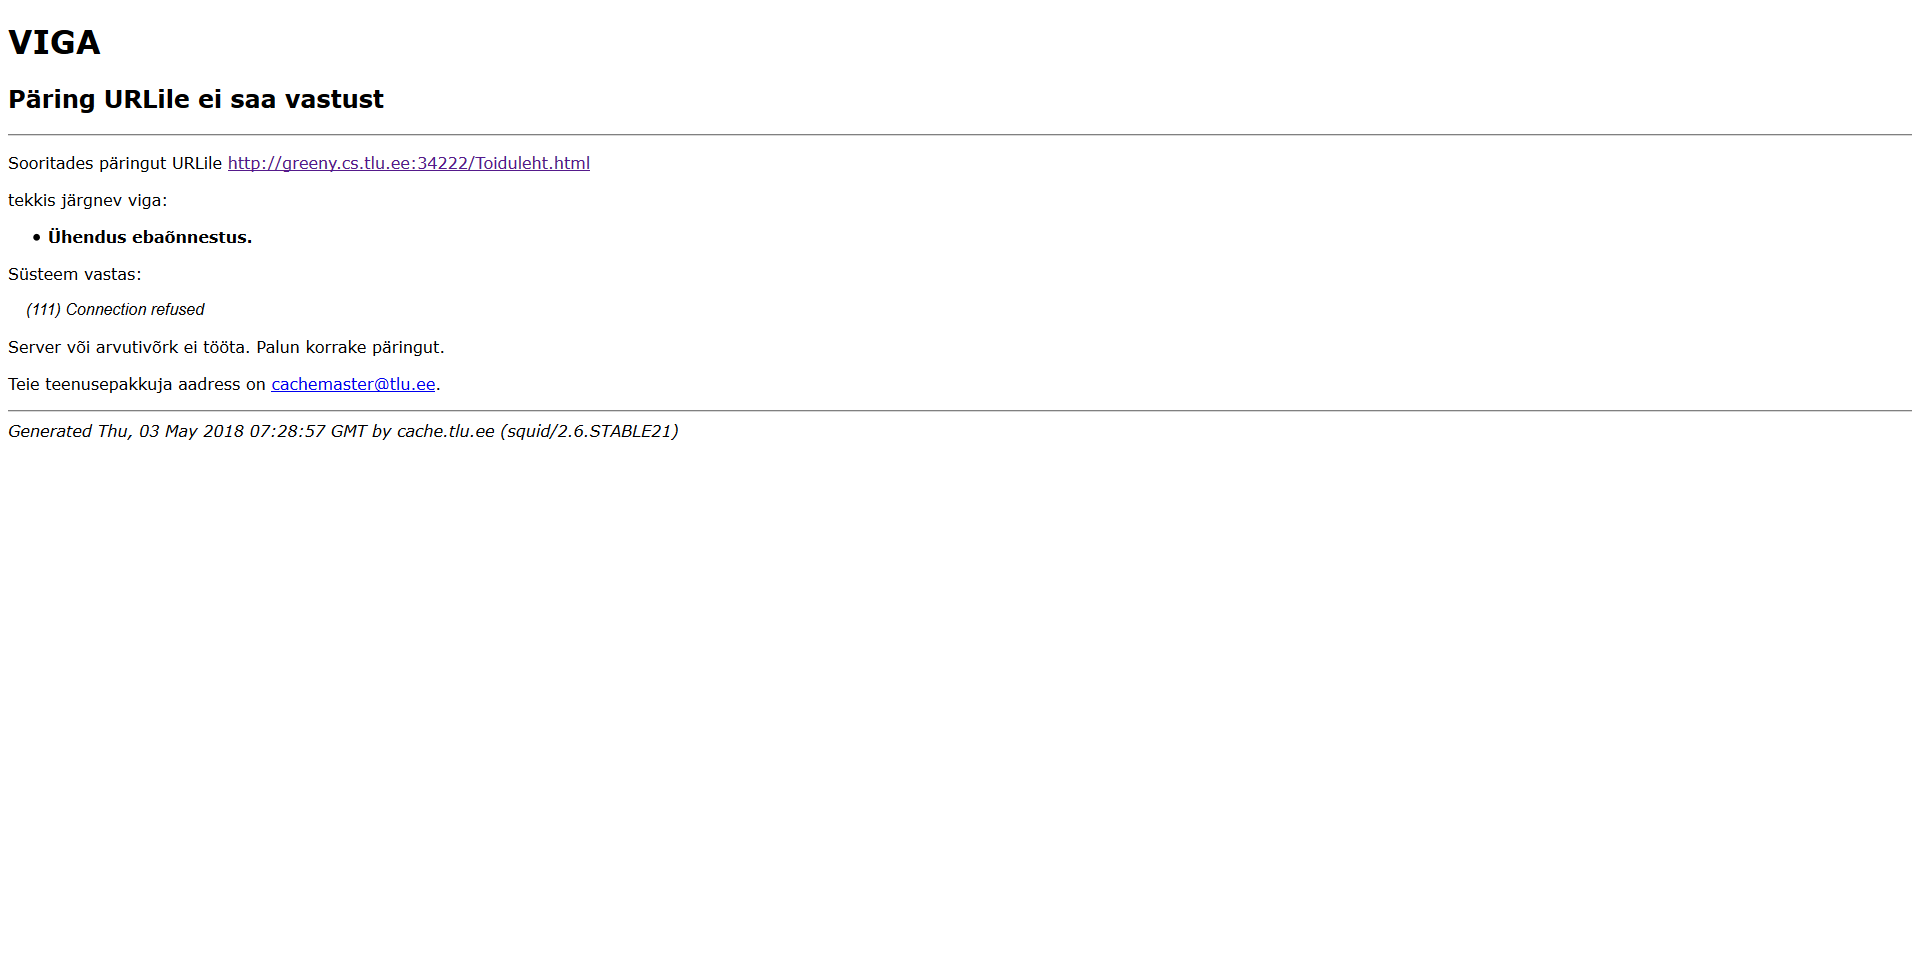 VIGA
Päring URLile ei saa vastust
Sooritades päringut URLile http://greeny.cs.tlu.ee:34222/Toiduleht.html
tekkis järgnev viga:
• Ühendus ebaõnnestus.
Süsteem vastas:
(111) Connection refused
Server või arvutivõrk ei tööta. Palun korrake päringut.
Teie teenusepakkuja aadress on cachemaster@tlu.ee.
Generated Thu, 03 May 2018 07:28:57 GMT by cache.tlu.ee (squid/2.6.STABLE21)